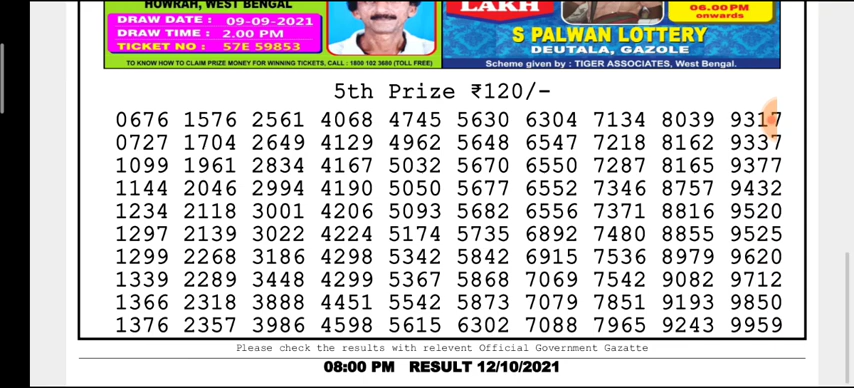 HOWRAH, WEST BENGAL
DRAW DATE : 09-09-2021
DRAW TIME : 2.00 PM
TICKET NO : 57E 59853
TO KNOW HOW TO CLAIM PRIZE MONEY FOR WINNING TICKETS, CALL : 1800 102 3680 (TOLL FREE)
LAKH
06.00 PM
onwards
S PALWAN LOTTERY
DEUTALA, GAZOLE
Scheme given by : TIGER ASSOCIATES, West Bengal.
5th Prize ₹120/-
0676 1576 2561 4068 4745 5630 6304 7134 8039 9317
0727 1704 2649 4129 4962 5648 6547 7218 8162 9337
1099 1961 2834 4167 5032 5670 6550 7287 8165 9377
1144 2046 2994 4190 5050 5677 6552 7346 8757 9432
1234 2118 3001 4206 5093 5682 6556 7371 8816 9520
1297 2139 3022 4224 5174 5735 6892 7480 8855 9525
1299 2268 3186 4298 5342 5842 6915 7536 8979 9620
1339 2289 3448 4299 5367 5868 7069 7542 9082 9712
1366 2318 3888 4451 5542 5873 7079 7851 9193 9850
1376 2357 3986 4598 5615 6302 7088 7965 9243 9959
Please check the results with relevent Official Government Gazatte
08:00 PM RESULT 12/10/2021